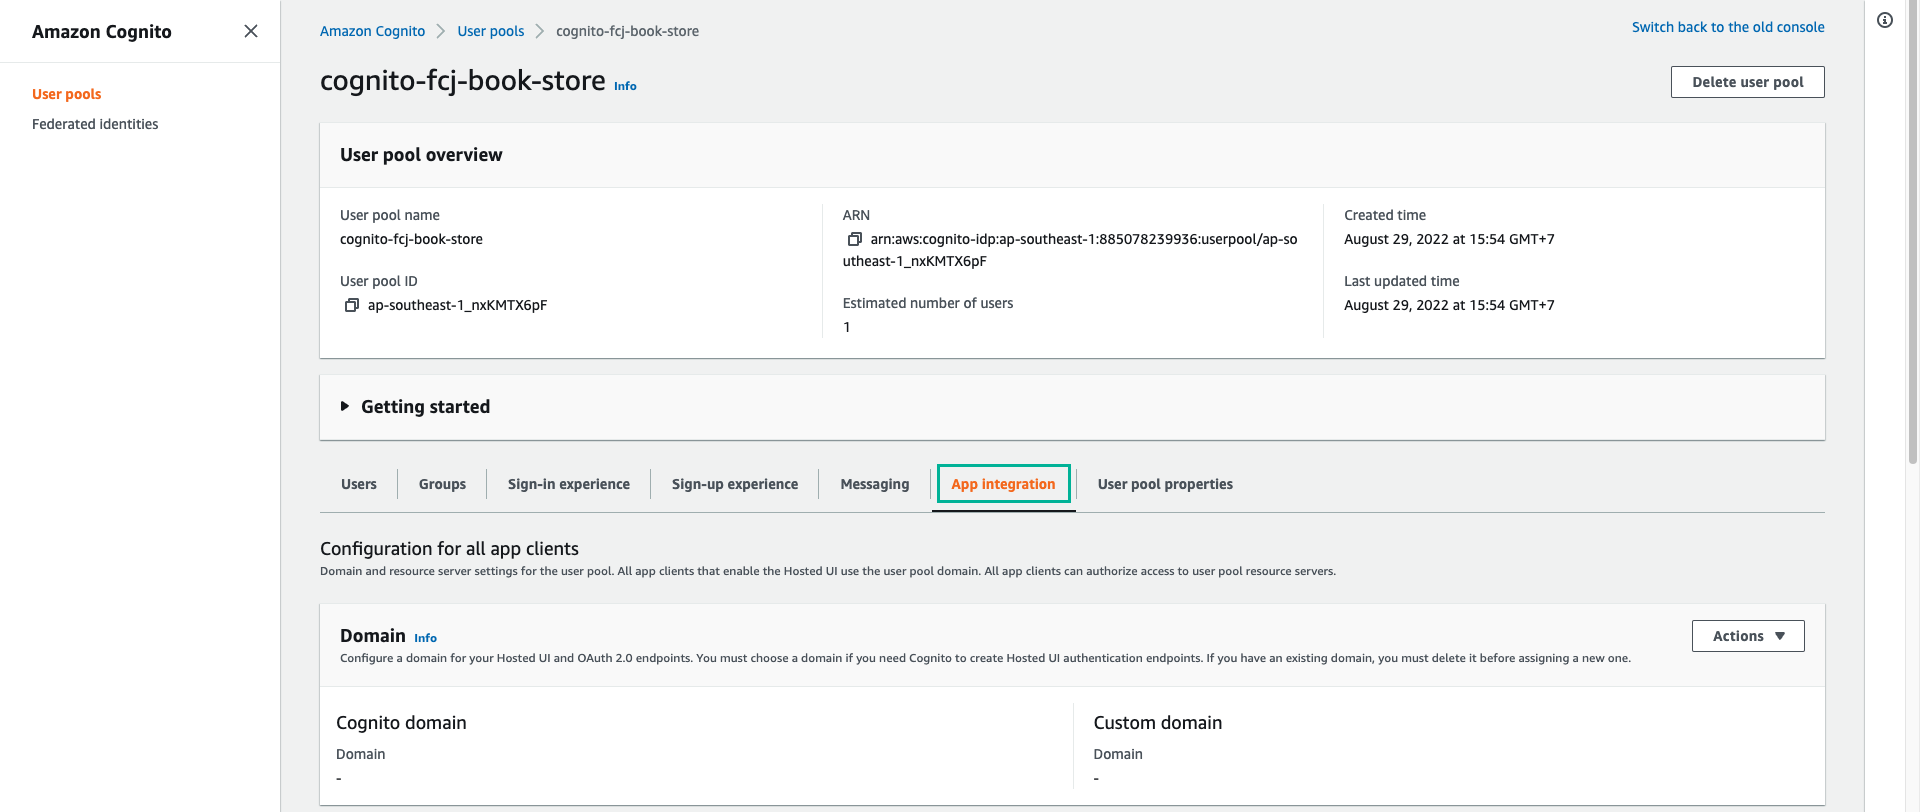 Amazon Cognito
User pools
Federated identities
Amazon Cognito User pools cognito-fcj-book-store
Switch back to the old console
cognito-fcj-book-store Info
Delete user pool
User pool overview
User pool name
cognito-fcj-book-store
User pool ID
ap-southeast-1_nxKMTX6pF
ARN
arn:aws:cognito-idp:ap-southeast-1:885078239936:userpool/ap-so
utheast-1_nxKMTX6pF
Estimated number of users
1
Created time
August 29, 2022 at 15:54 GMT+7
Last updated time
August 29, 2022 at 15:54 GMT+7
Getting started
Users Groups Sign-in experience Sign-up experience Messaging App integration User pool properties
Configuration for all app clients
Domain and resource server settings for the user pool. All app clients that enable the Hosted UI use the user pool domain. All app clients can authorize access to user pool resource servers.
Domain Info
Actions
Configure a domain for your Hosted UI and OAuth 2.0 endpoints. You must choose a domain if you need Cognito to create Hosted UI authentication endpoints. If you have an existing domain, you must delete it before assigning a new one.
Cognito domain
Domain
-
Custom domain
Domain
-